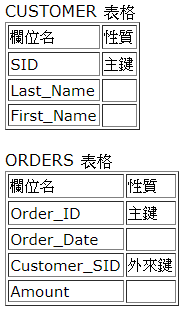 CUSTOMER 表格
欄位名 性質
SID 主鍵
Last_Name
First_Name
ORDERS 表格
欄位名 性質
Order_ID 主鍵
Order_Date
Customer_SID 外來鍵
Amount